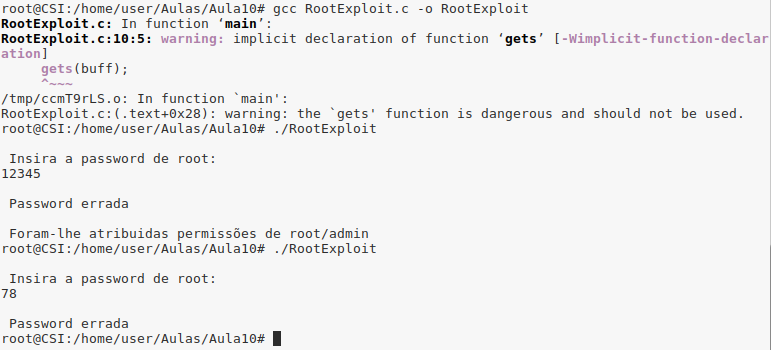 root@CSI:/home/user/Aulas/Aula10# gcc RootExploit.c -o RootExploit
RootExploit.c: In function ‘main’:
RootExploit.c:10:5: warning: implicit declaration of function ‘gets’ [-Wimplicit-function-declar
ation]
     gets(buff);
     ^~~~
/tmp/ccmT9rLS.o: In function `main':
RootExploit.c:(.text+0x28): warning: the `gets' function is dangerous and should not be used.
root@CSI:/home/user/Aulas/Aula10# ./RootExploit
 Insira a password de root:
12345
 Password errada
 Foram-lhe atribuidas permissões de root/admin
root@CSI:/home/user/Aulas/Aula10# ./RootExploit
 Insira a password de root:
78
 Password errada
root@CSI:/home/user/Aulas/Aula10#